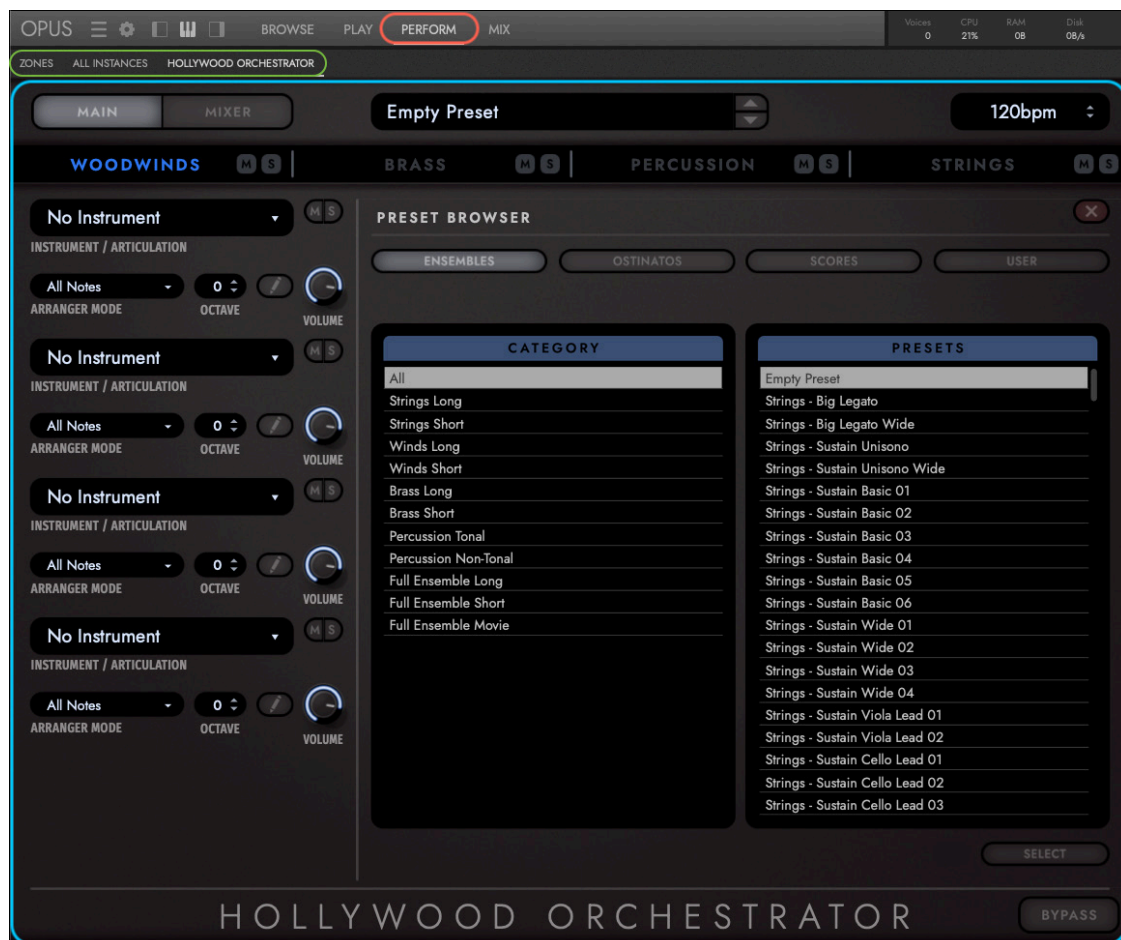 OPUS BROWSE PLAY PERFORM MIX Voices 0 CPU 21% RAM 0B Disk 0B/s
ZONES ALL INSTANCES HOLLYWOOD ORCHESTRATOR
MAIN MIXER Empty Preset 120bpm
WOODWINDS M S BRASS M S PERCUSSION M S STRINGS M S
No Instrument M S
INSTRUMENT / ARTICULATION
All Notes 0
ARRANGER MODE OCTAVE VOLUME
No Instrument M S
INSTRUMENT / ARTICULATION
All Notes 0
ARRANGER MODE OCTAVE VOLUME
No Instrument M S
INSTRUMENT / ARTICULATION
All Notes 0
ARRANGER MODE OCTAVE VOLUME
No Instrument M S
INSTRUMENT / ARTICULATION
All Notes 0
ARRANGER MODE OCTAVE VOLUME
PRESET BROWSER
ENSEMBLES OSTINATOS SCORES USER
CATEGORY
All
Strings Long
Strings Short
Winds Long
Winds Short
Brass Long
Brass Short
Percussion Tonal
Percussion Non-Tonal
Full Ensemble Long
Full Ensemble Short
Full Ensemble Movie
PRESETS
Empty Preset
Strings - Big Legato
Strings - Big Legato Wide
Strings - Sustain Unisono
Strings - Sustain Unisono Wide
Strings - Sustain Basic 01
Strings - Sustain Basic 02
Strings - Sustain Basic 03
Strings - Sustain Basic 04
Strings - Sustain Basic 05
Strings - Sustain Basic 06
Strings - Sustain Wide 01
Strings - Sustain Wide 02
Strings - Sustain Wide 03
Strings - Sustain Wide 04
Strings - Sustain Viola Lead 01
Strings - Sustain Viola Lead 02
Strings - Sustain Cello Lead 01
Strings - Sustain Cello Lead 02
Strings - Sustain Cello Lead 03
SELECT
HOLLYWOOD ORCHESTRATOR BYPASS